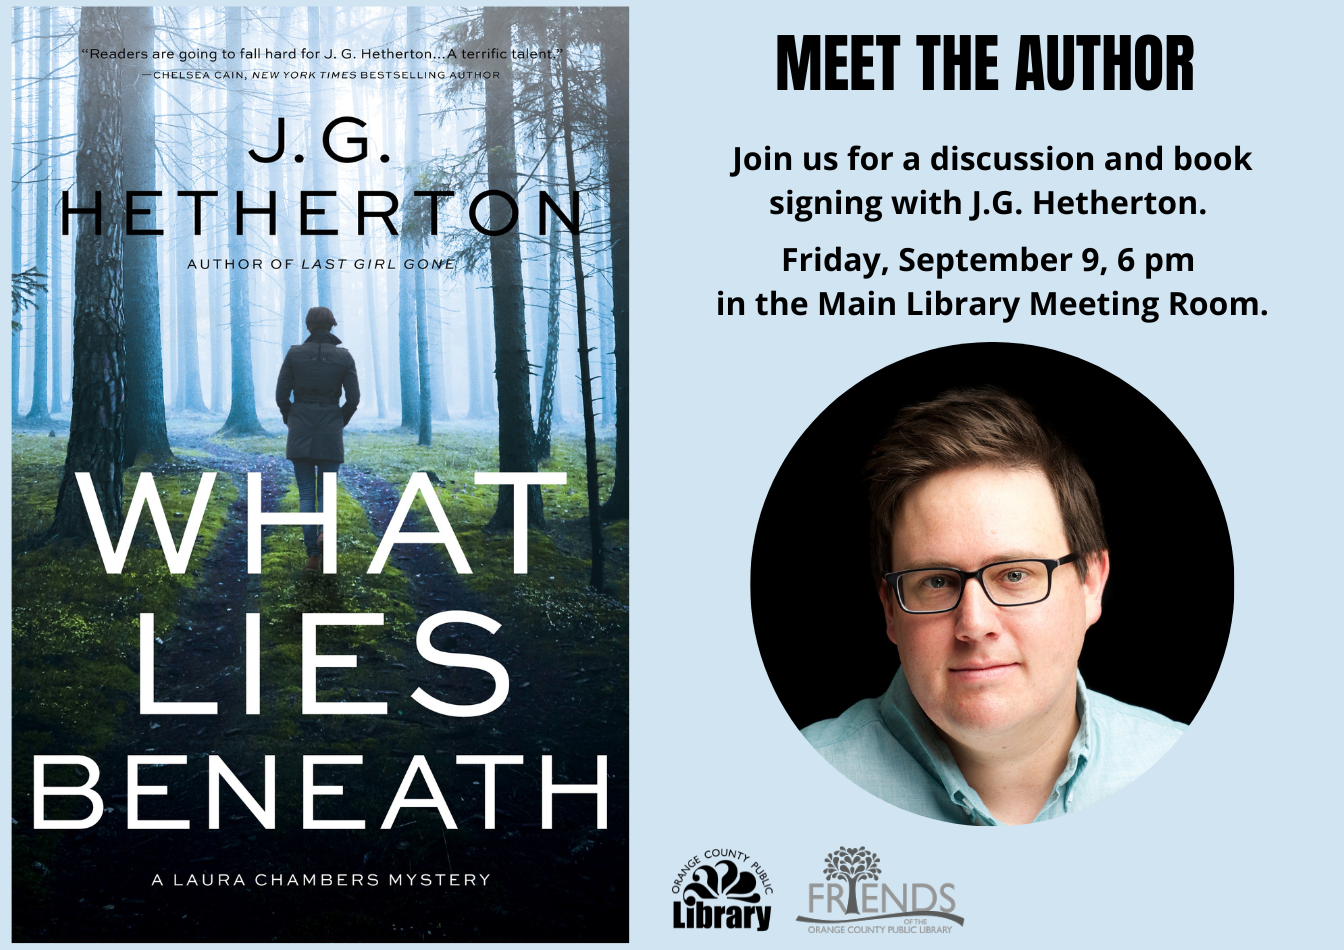 “Readers are going to fall hard for J. G. Hetherton...A terrific talent.”
—CHELSEA CAIN, NEW YORK TIMES BESTSELLING AUTHOR
J.G.
HETHERTON
AUTHOR OF LAST GIRL GONE
WHAT
LIES
BENEATH
A LAURA CHAMBERS MYSTERY
MEET THE AUTHOR
Join us for a discussion and book
signing with J.G. Hetherton.
Friday, September 9, 6 pm
in the Main Library Meeting Room.
ORANGE COUNTY PUBLIC
Library
FRIENDS
OF THE
ORANGE COUNTY PUBLIC LIBRARY